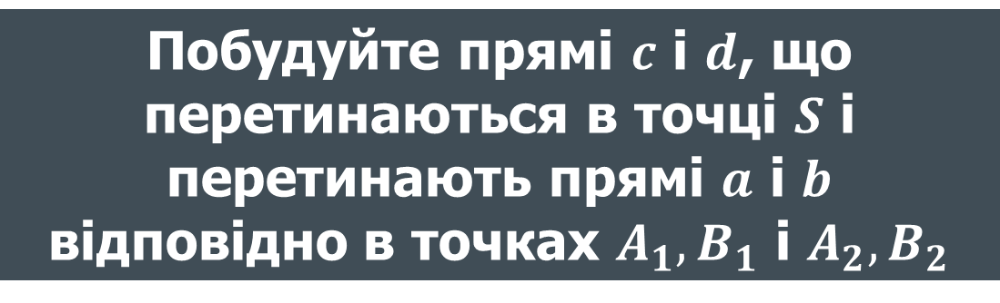 Побудуйте прямі c і d, що
перетинаються в точці S і
перетинають прямі a і b
відповідно в точках A₁, B₁ і A₂, B₂